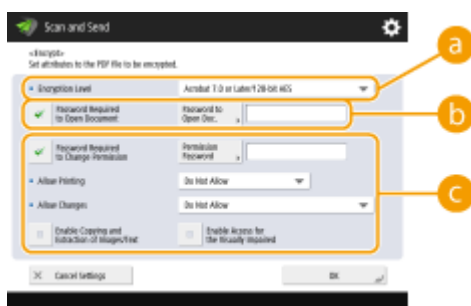 Scan and Send
<Encrypt>
Set attributes to the PDF file to be encrypted.
a
Encryption Level
Acrobat 7.0 or Later/128-bit AES
Password Required
to Open Document
Password to
Open Doc.
b
Password Required
to Change Permission
Permission
Password
Allow Printing
Do Not Allow
Allow Changes
Do Not Allow
c
Enable Copying and
Extraction of Images/Text
Enable Access for
the Visually Impaired
Cancel Settings
OK